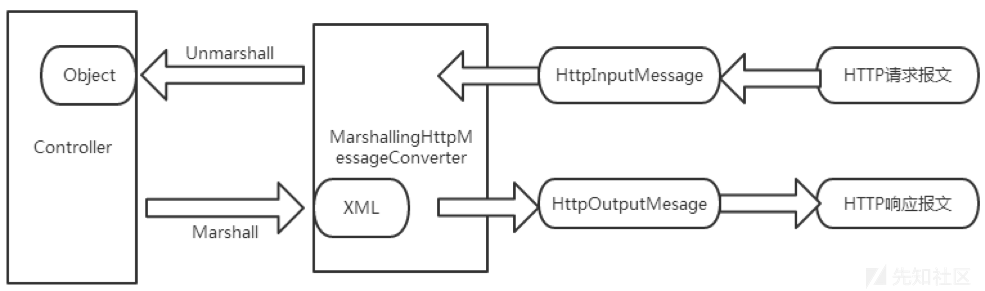 Unmarshall
Object
HttpInputMessage
HTTP请求报文
Controller
MarshallingHttpM
essageConverter
XML
HttpOutputMesage
HTTP响应报文
Marshall
先知社区